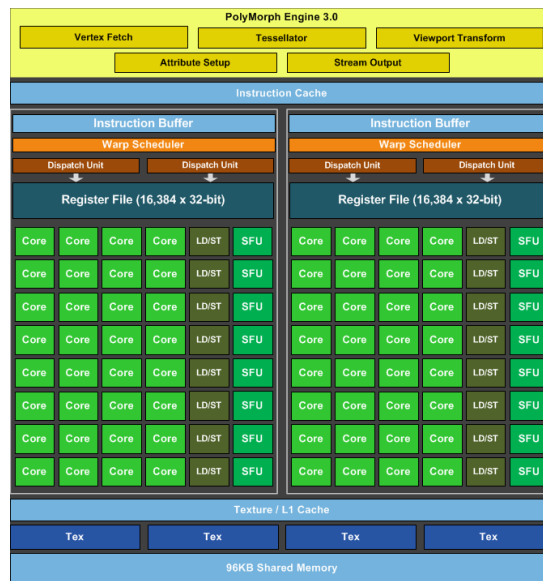 PolyMorph Engine 3.0
Vertex Fetch Tessellator Viewport Transform
Attribute Setup Stream Output
Instruction Cache
Instruction Buffer Instruction Buffer
Warp Scheduler Warp Scheduler
Dispatch Unit Dispatch Unit Dispatch Unit Dispatch Unit
Register File (16,384 x 32-bit) Register File (16,384 x 32-bit)
Core Core Core Core LD/ST SFU Core Core Core Core LD/ST SFU
Core Core Core Core LD/ST SFU Core Core Core Core LD/ST SFU
Core Core Core Core LD/ST SFU Core Core Core Core LD/ST SFU
Core Core Core Core LD/ST SFU Core Core Core Core LD/ST SFU
Core Core Core Core LD/ST SFU Core Core Core Core LD/ST SFU
Core Core Core Core LD/ST SFU Core Core Core Core LD/ST SFU
Core Core Core Core LD/ST SFU Core Core Core Core LD/ST SFU
Core Core Core Core LD/ST SFU Core Core Core Core LD/ST SFU
Texture / L1 Cache
Tex Tex Tex Tex
96KB Shared Memory